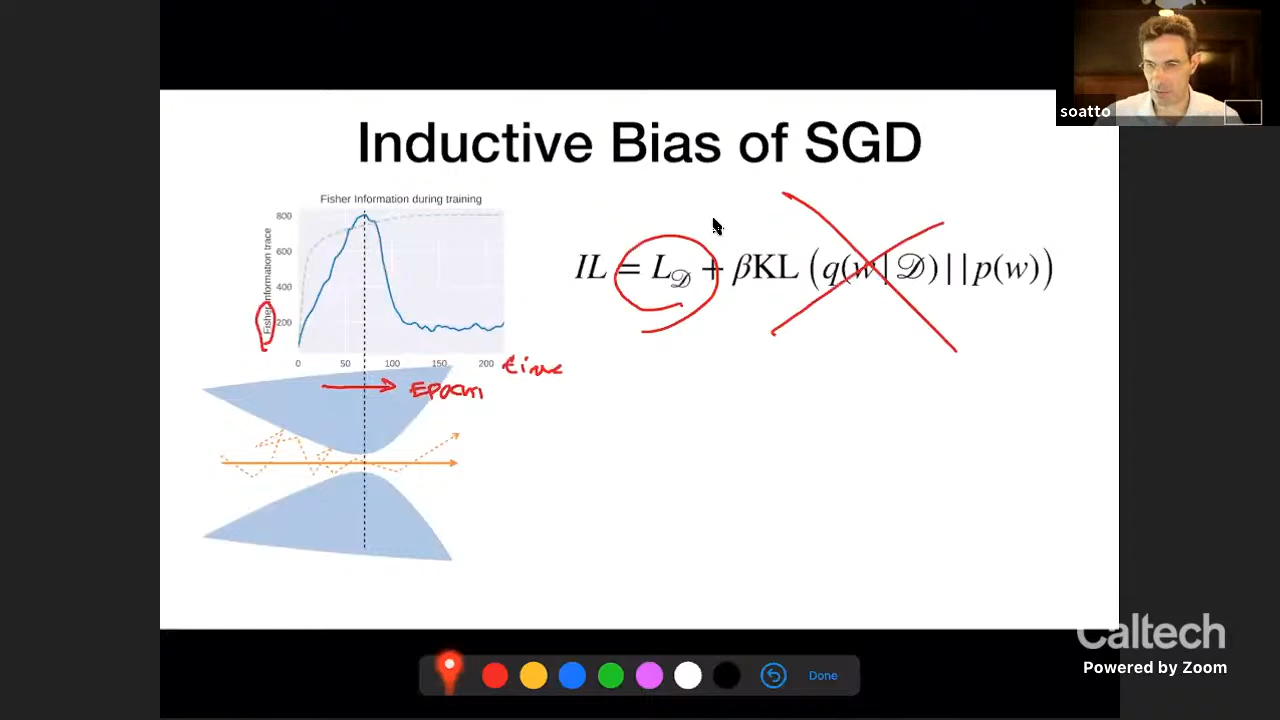 soatto
Inductive Bias of SGD
Fisher Information during training
Fisher Information trace
800
600
400
200
0 50 100 150 200
time
Epoch
IL = L𝒟 + βKL ( q(w | 𝒟) || p(w) )
Caltech
Powered by Zoom
Done